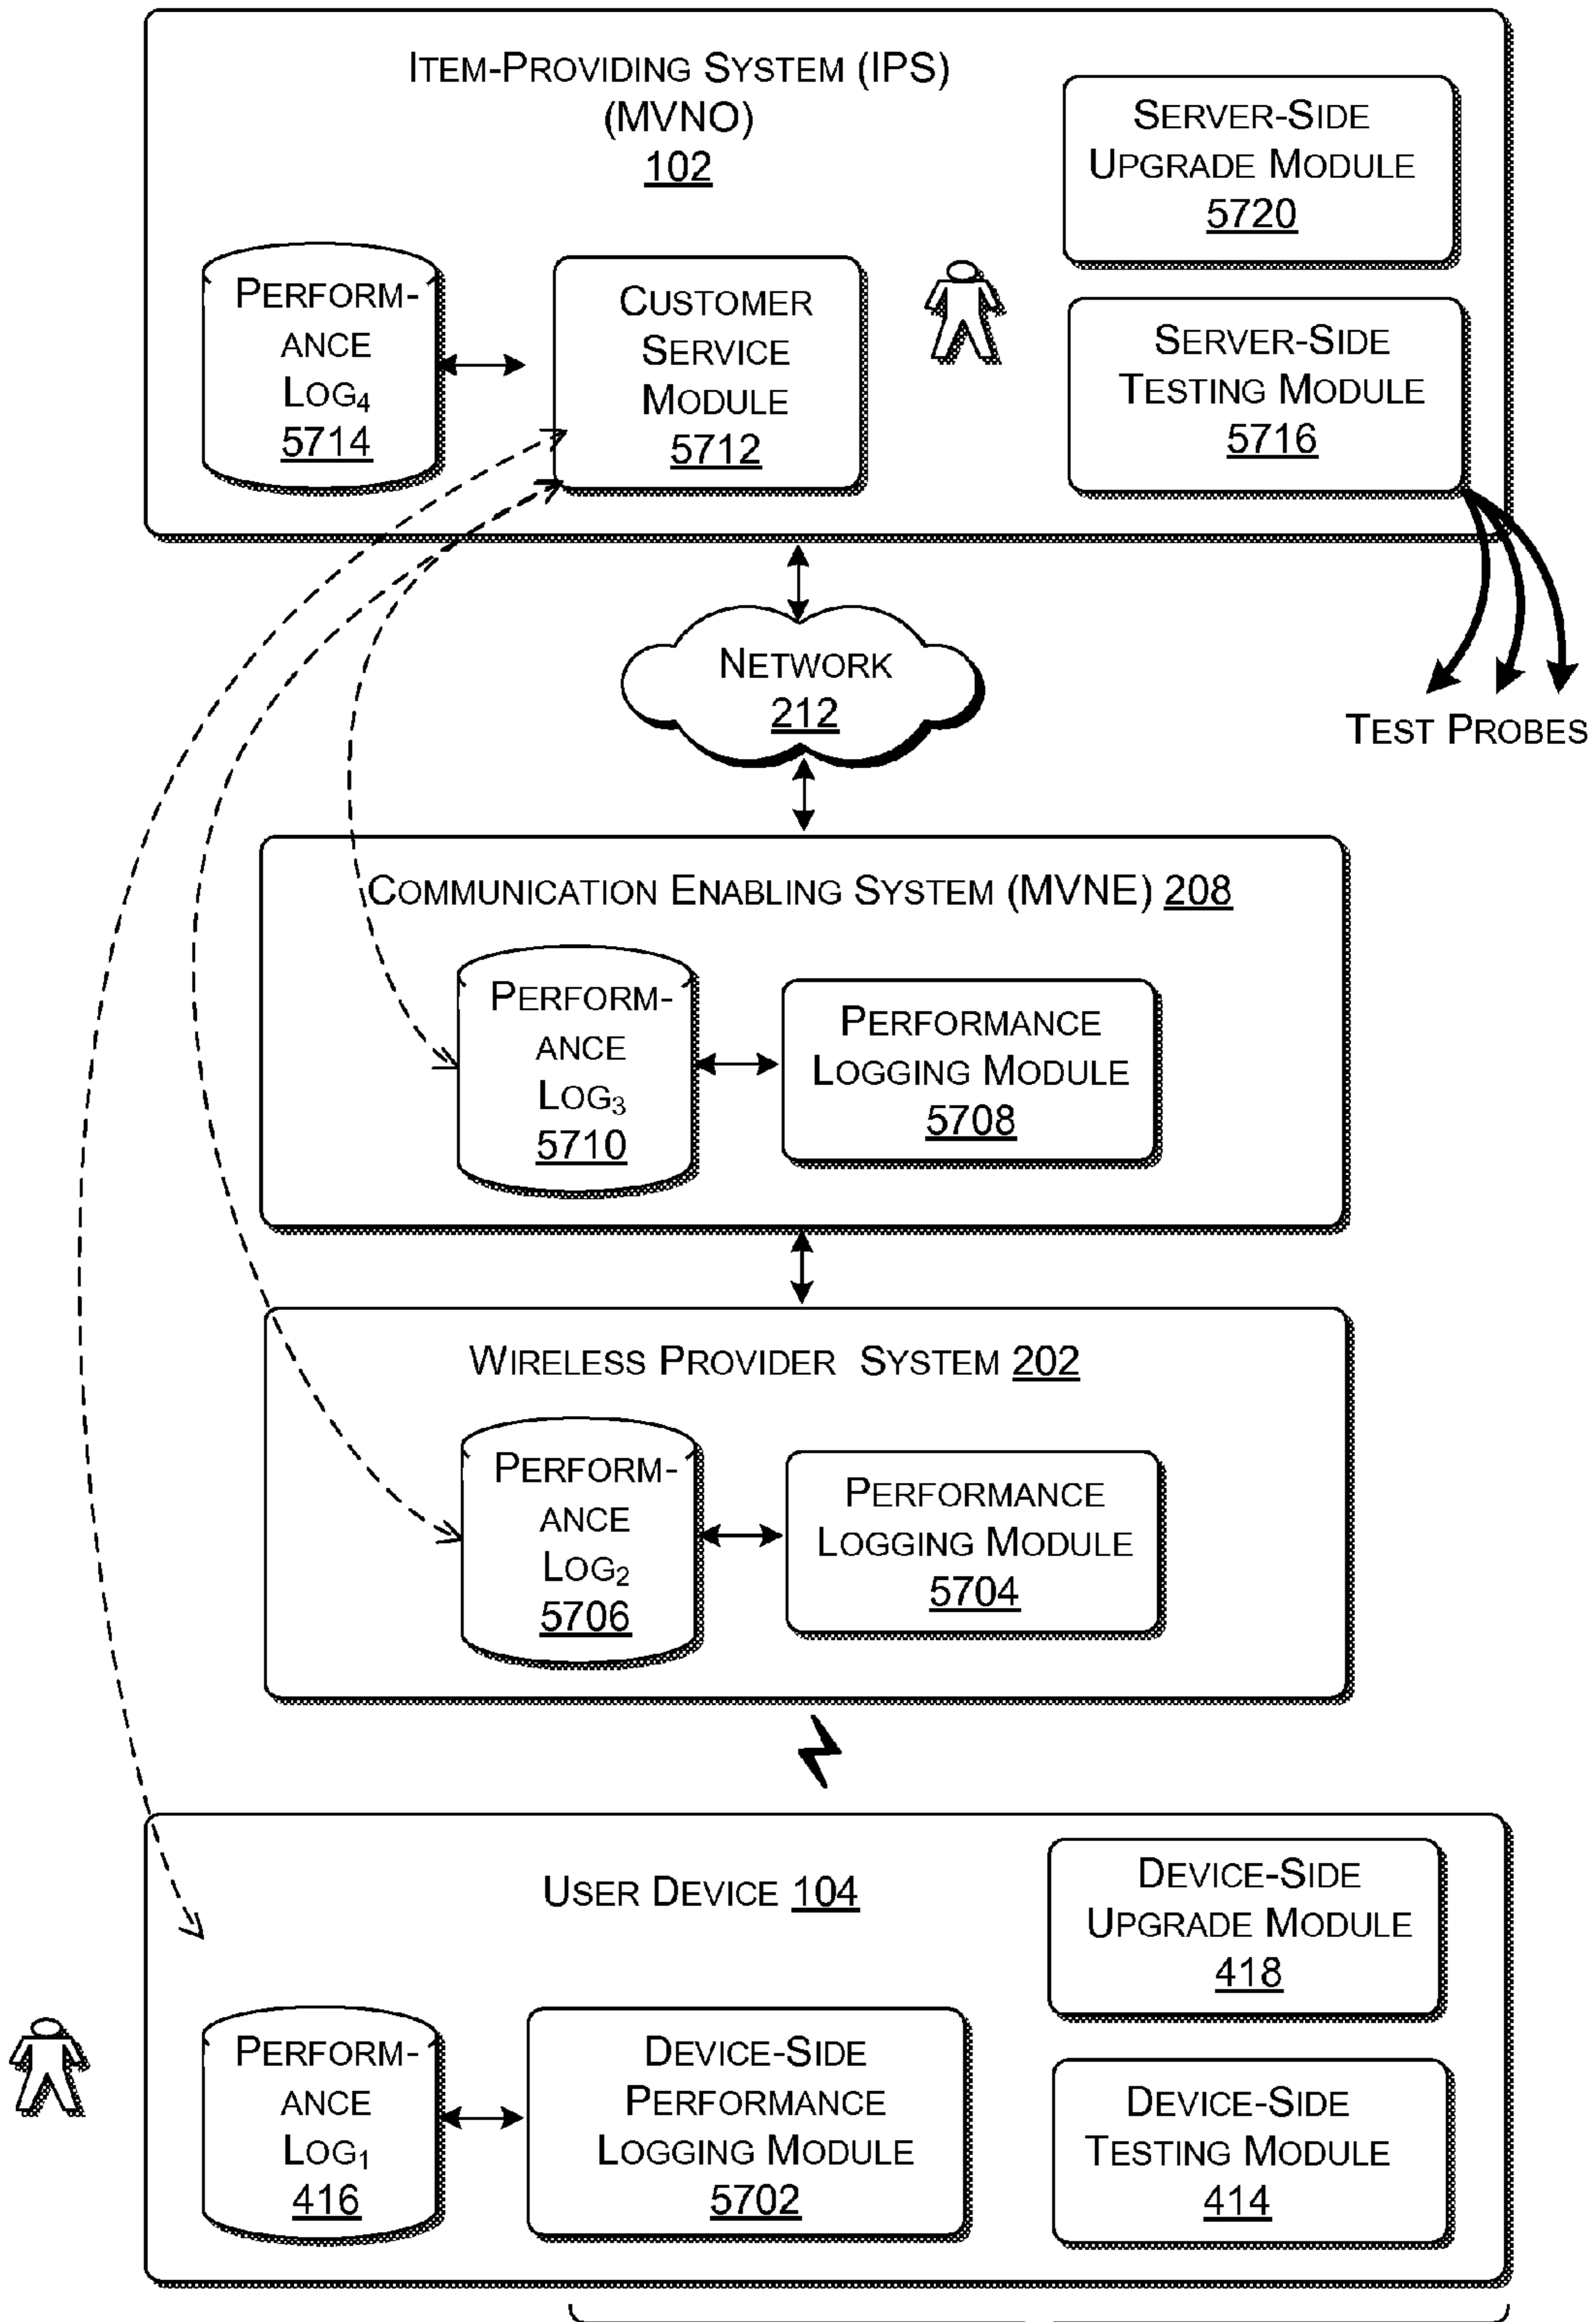 ITEM-PROVIDING SYSTEM (IPS)
(MVNO)
102
SERVER-SIDE
UPGRADE MODULE
5720
PERFORM-
ANCE
LOG4
5714
CUSTOMER
SERVICE
MODULE
5712
SERVER-SIDE
TESTING MODULE
5716
NETWORK
212
TEST PROBES
COMMUNICATION ENABLING SYSTEM (MVNE) 208
PERFORM-
ANCE
LOG3
5710
PERFORMANCE
LOGGING MODULE
5708
WIRELESS PROVIDER SYSTEM 202
PERFORM-
ANCE
LOG2
5706
PERFORMANCE
LOGGING MODULE
5704
USER DEVICE 104
DEVICE-SIDE
UPGRADE MODULE
418
PERFORM-
ANCE
LOG1
416
DEVICE-SIDE
PERFORMANCE
LOGGING MODULE
5702
DEVICE-SIDE
TESTING MODULE
414